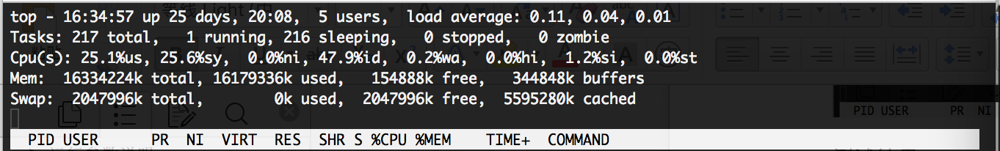 top - 16:34:57 up 25 days, 20:08,  5 users,  load average: 0.11, 0.04, 0.01
Tasks: 217 total,   1 running, 216 sleeping,   0 stopped,   0 zombie
Cpu(s): 25.1%us, 25.6%sy,  0.0%ni, 47.9%id,  0.2%wa,  0.0%hi,  1.2%si,  0.0%st
Mem:  16334224k total, 16179336k used,   154888k free,   344848k buffers
Swap:  2047996k total,        0k used,  2047996k free,  5595280k cached
PID USER      PR  NI
PID USER      PR  NI  VIRT  RES  SHR S %CPU %MEM    TIME+  COMMAND